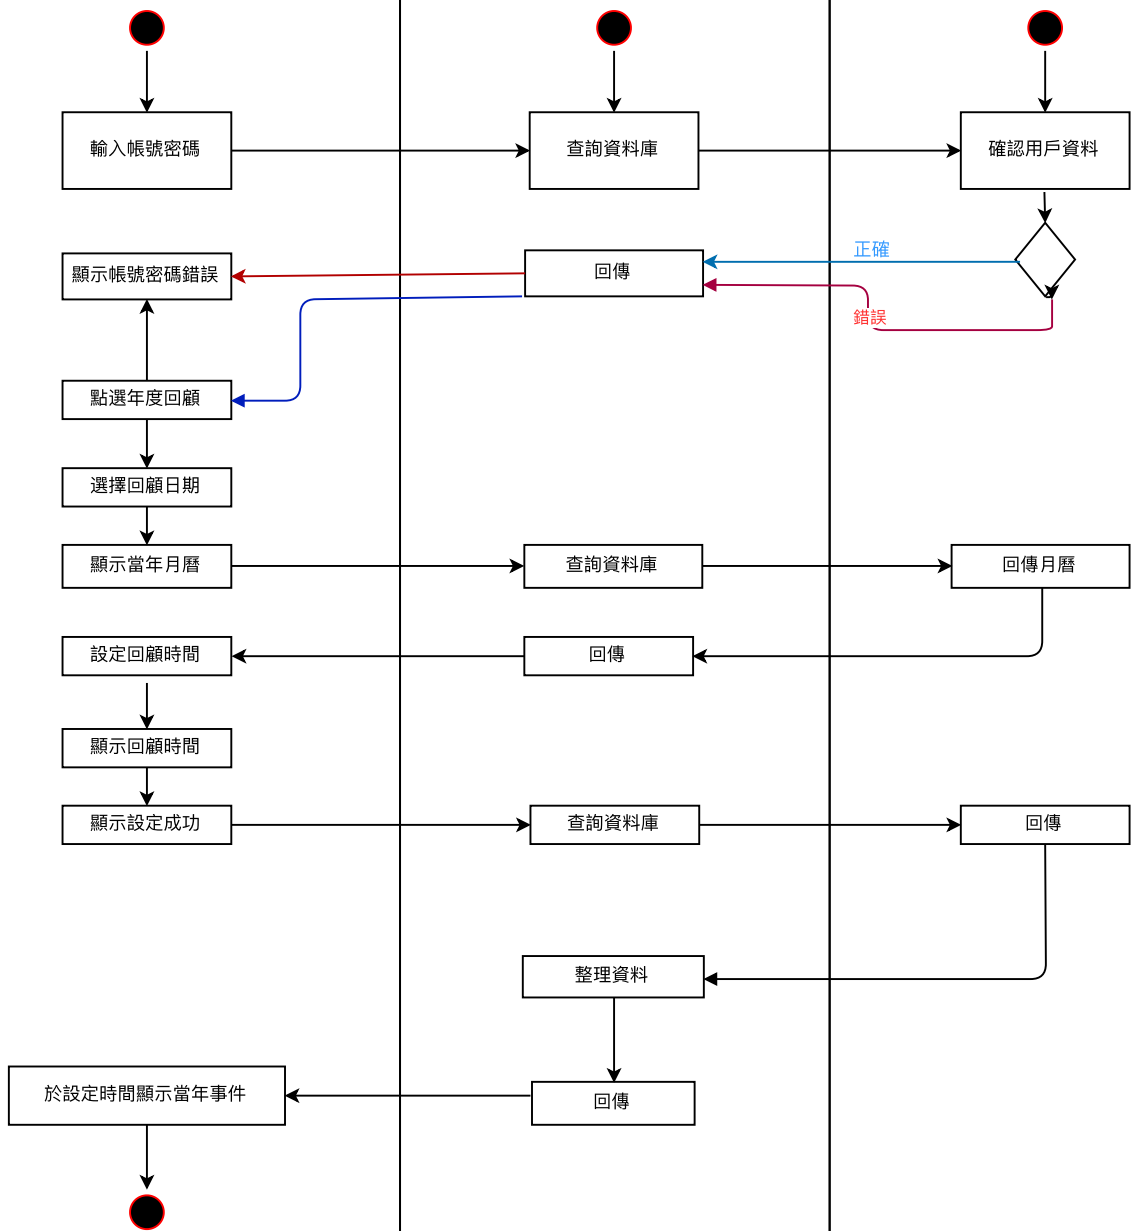 輸入帳號密碼
查詢資料庫
確認用戶資料
正確
顯示帳號密碼錯誤
回傳
錯誤
點選年度回顧
選擇回顧日期
顯示當年月曆
查詢資料庫
回傳月曆
設定回顧時間
回傳
顯示回顧時間
顯示設定成功
查詢資料庫
回傳
整理資料
於設定時間顯示當年事件
回傳